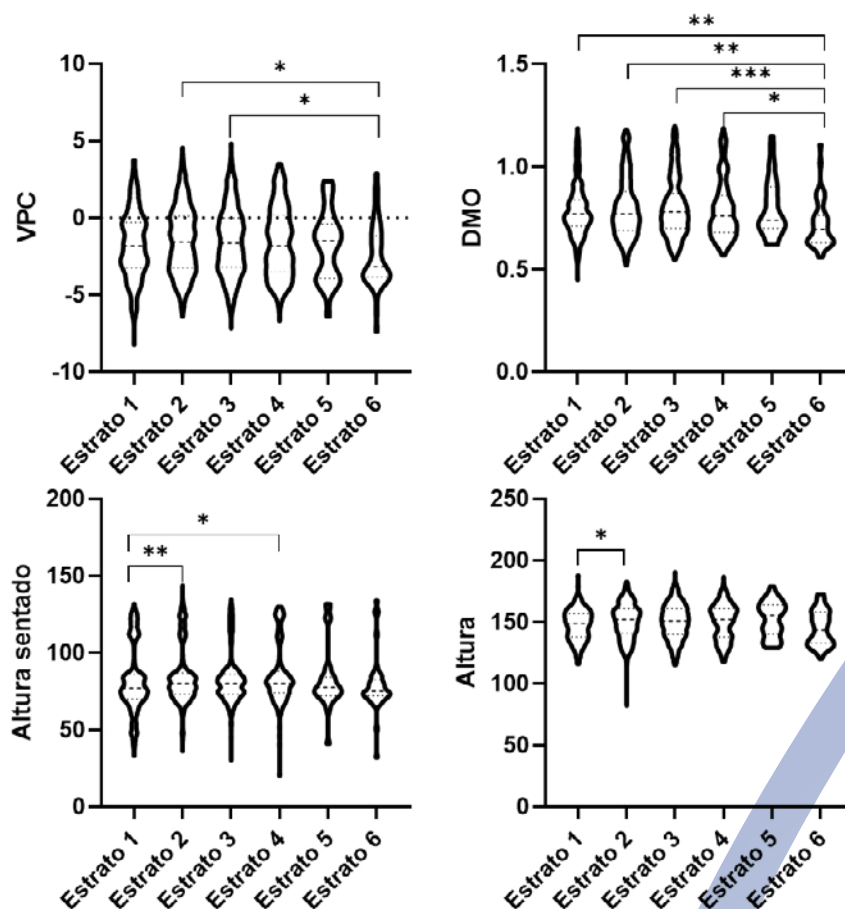 VPC
10
5
0
-5
-10
*
*
Estrato 1
Estrato 2
Estrato 3
Estrato 4
Estrato 5
Estrato 6
DMO
1.5
1.0
0.5
0.0
**
**
***
*
Estrato 1
Estrato 2
Estrato 3
Estrato 4
Estrato 5
Estrato 6
Altura sentado
200
150
100
50
0
*
**
Estrato 1
Estrato 2
Estrato 3
Estrato 4
Estrato 5
Estrato 6
Altura
250
200
150
100
50
0
*
Estrato 1
Estrato 2
Estrato 3
Estrato 4
Estrato 5
Estrato 6